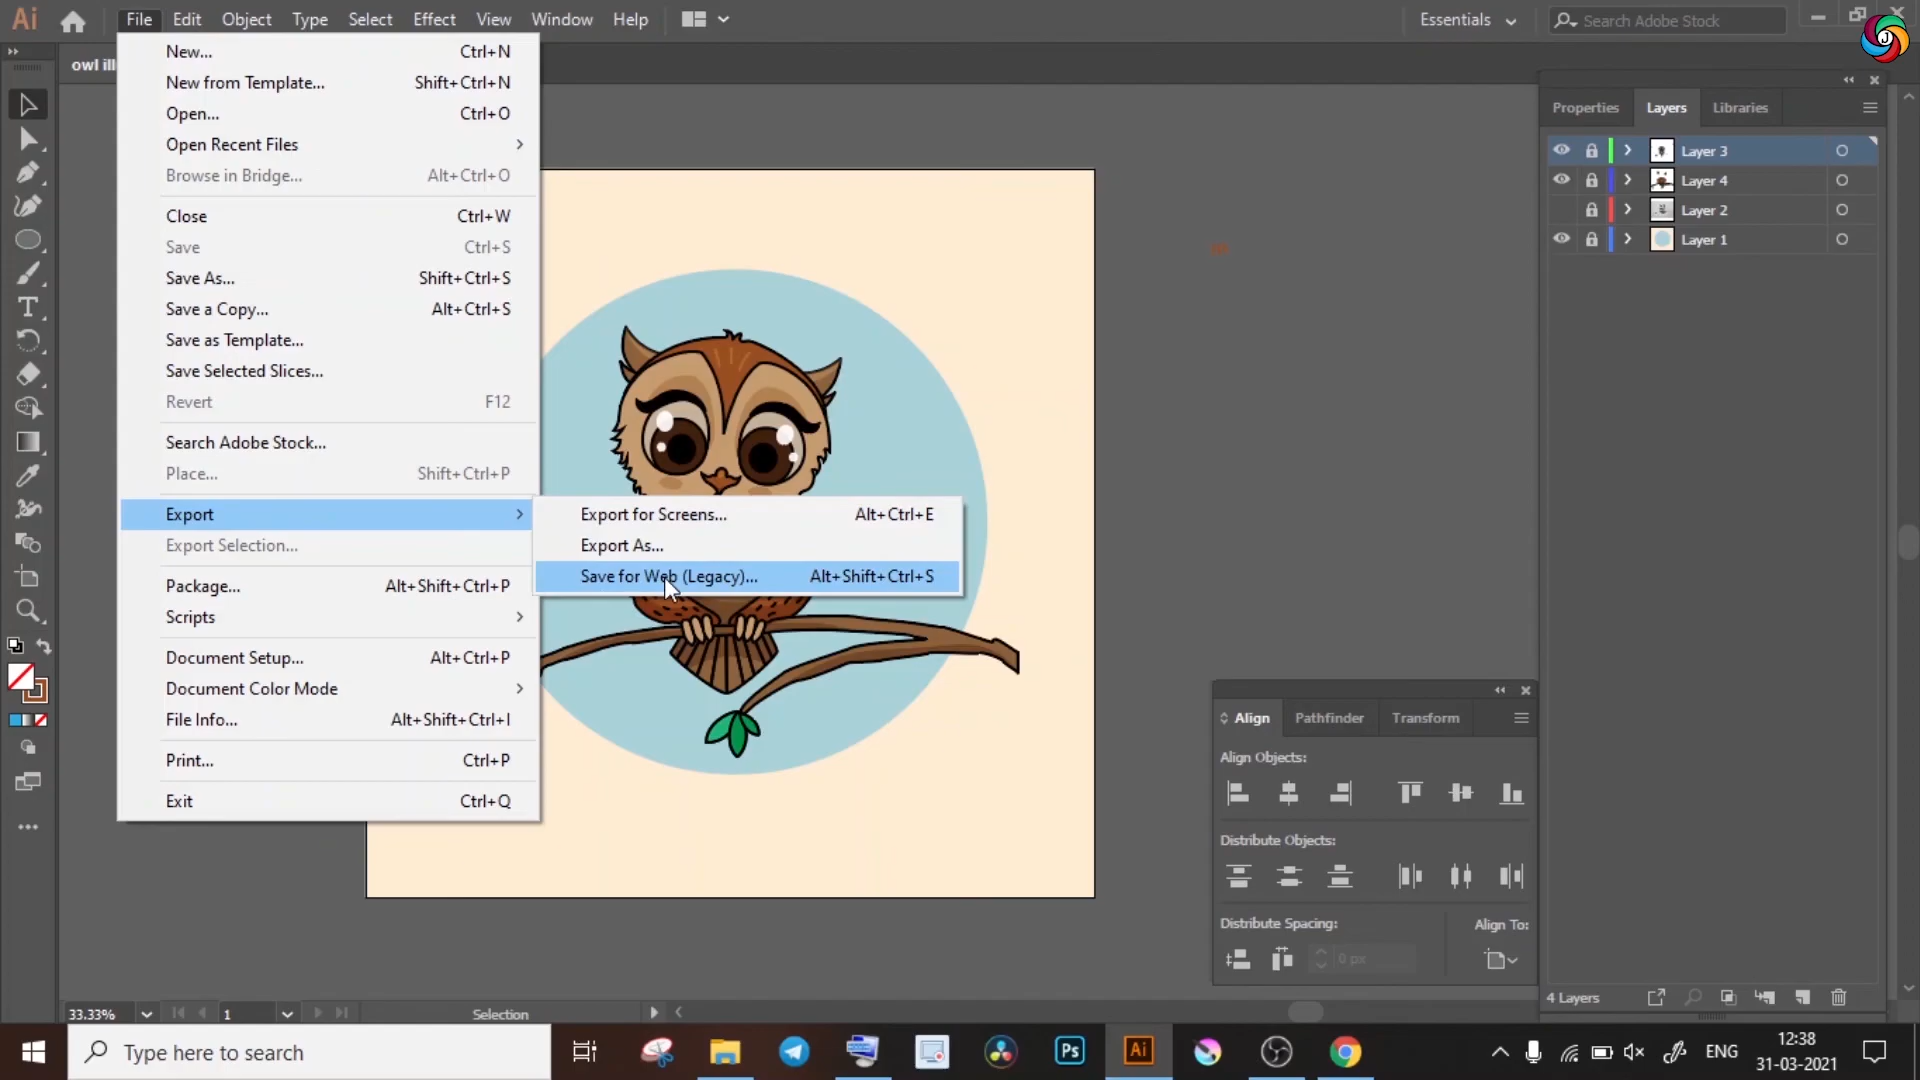 Ai File Edit Object Type Select Effect View Window Help Essentials Search Adobe Stock
J
owl ill
New... Ctrl+N
New from Template... Shift+Ctrl+N
Open... Ctrl+O
Open Recent Files
Browse in Bridge... Alt+Ctrl+O
Close Ctrl+W
Save Ctrl+S
Save As... Shift+Ctrl+S
Save a Copy... Alt+Ctrl+S
Save as Template...
Save Selected Slices...
Revert F12
Search Adobe Stock...
Place... Shift+Ctrl+P
Export
Export Selection...
Package... Alt+Shift+Ctrl+P
Scripts
Document Setup... Alt+Ctrl+P
Document Color Mode
File Info... Alt+Shift+Ctrl+I
Print... Ctrl+P
Exit Ctrl+Q
Export for Screens... Alt+Ctrl+E
Export As...
Save for Web (Legacy)... Alt+Shift+Ctrl+S
Properties Layers Libraries
Layer 3
Layer 4
Layer 2
Layer 1
Align Pathfinder Transform
Align Objects:
Distribute Objects:
Distribute Spacing: Align To:
0 px
4 Layers
33.33% 1 Selection
Type here to search
Ps Ai
ENG
12:38
31-03-2021